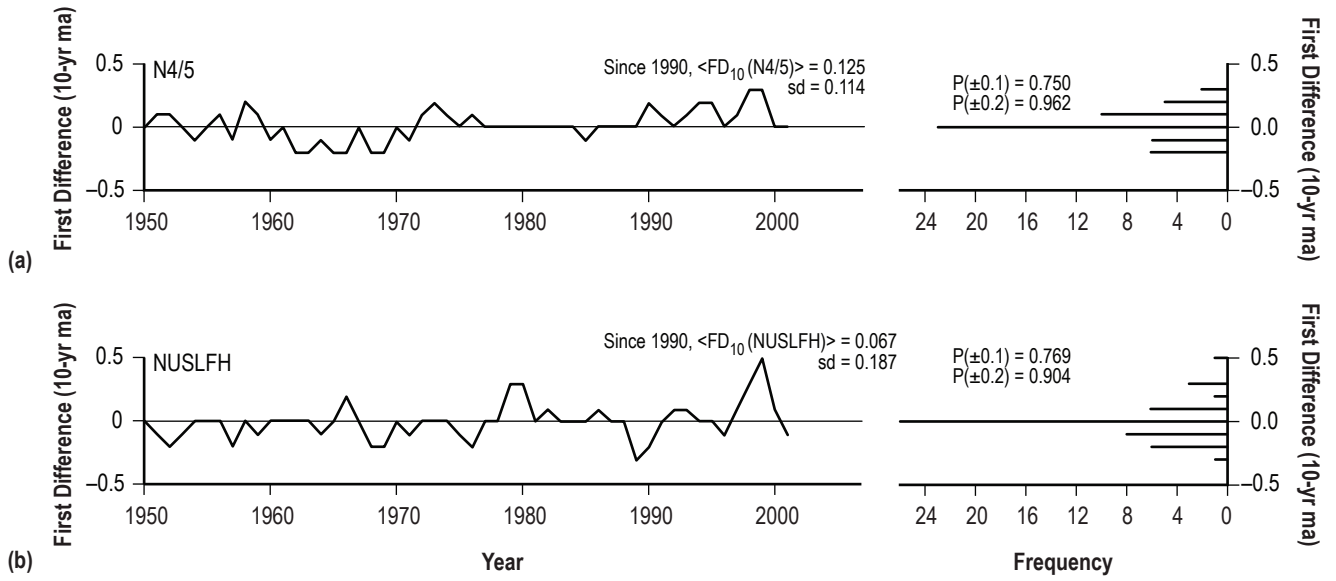 First Difference (10-yr ma)
0.5
0
–0.5
N4/5
Since 1990, <FD10 (N4/5)> = 0.125
sd = 0.114
1950
1960
1970
1980
1990
2000
P(±0.1) = 0.750
P(±0.2) = 0.962
24
20
16
12
8
4
0
0.5
0.0
–0.5
First Difference (10-yr ma)
(a)
First Difference (10-yr ma)
0.5
0
–0.5
NUSLFH
Since 1990, <FD10 (NUSLFH)> = 0.067
sd = 0.187
1950
1960
1970
1980
1990
2000
P(±0.1) = 0.769
P(±0.2) = 0.904
24
20
16
12
8
4
0
0.5
0.0
–0.5
First Difference (10-yr ma)
(b)
Year
Frequency